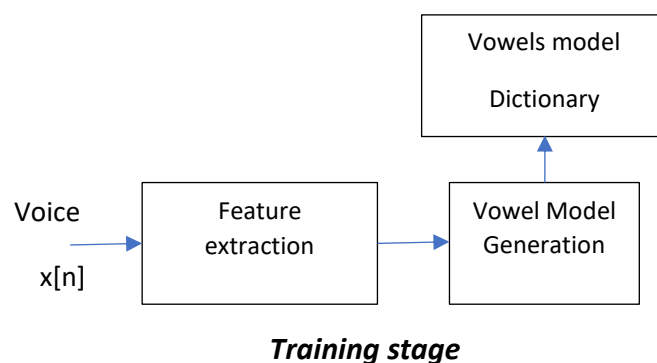 Vowels model
Dictionary
Voice
x[n]
Feature
extraction
Vowel Model
Generation
Training stage